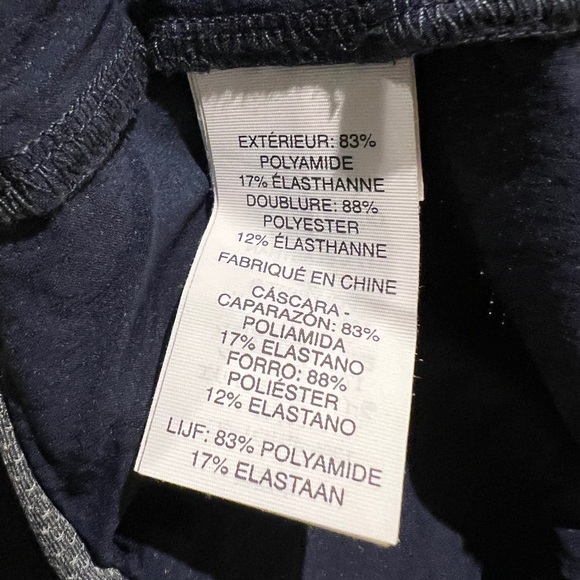 EXTÉRIEUR: 83%
POLYAMIDE
17% ÉLASTHANNE
DOUBLURE: 88%
POLYESTER
12% ÉLASTHANNE
FABRIQUÉ EN CHINE
CÁSCARA -
CAPARAZÓN: 83%
POLIAMIDA
17% ELASTANO
FORRO: 88%
POLIÉSTER
12% ELASTANO
LIJF: 83% POLYAMIDE
17% ELASTAAN